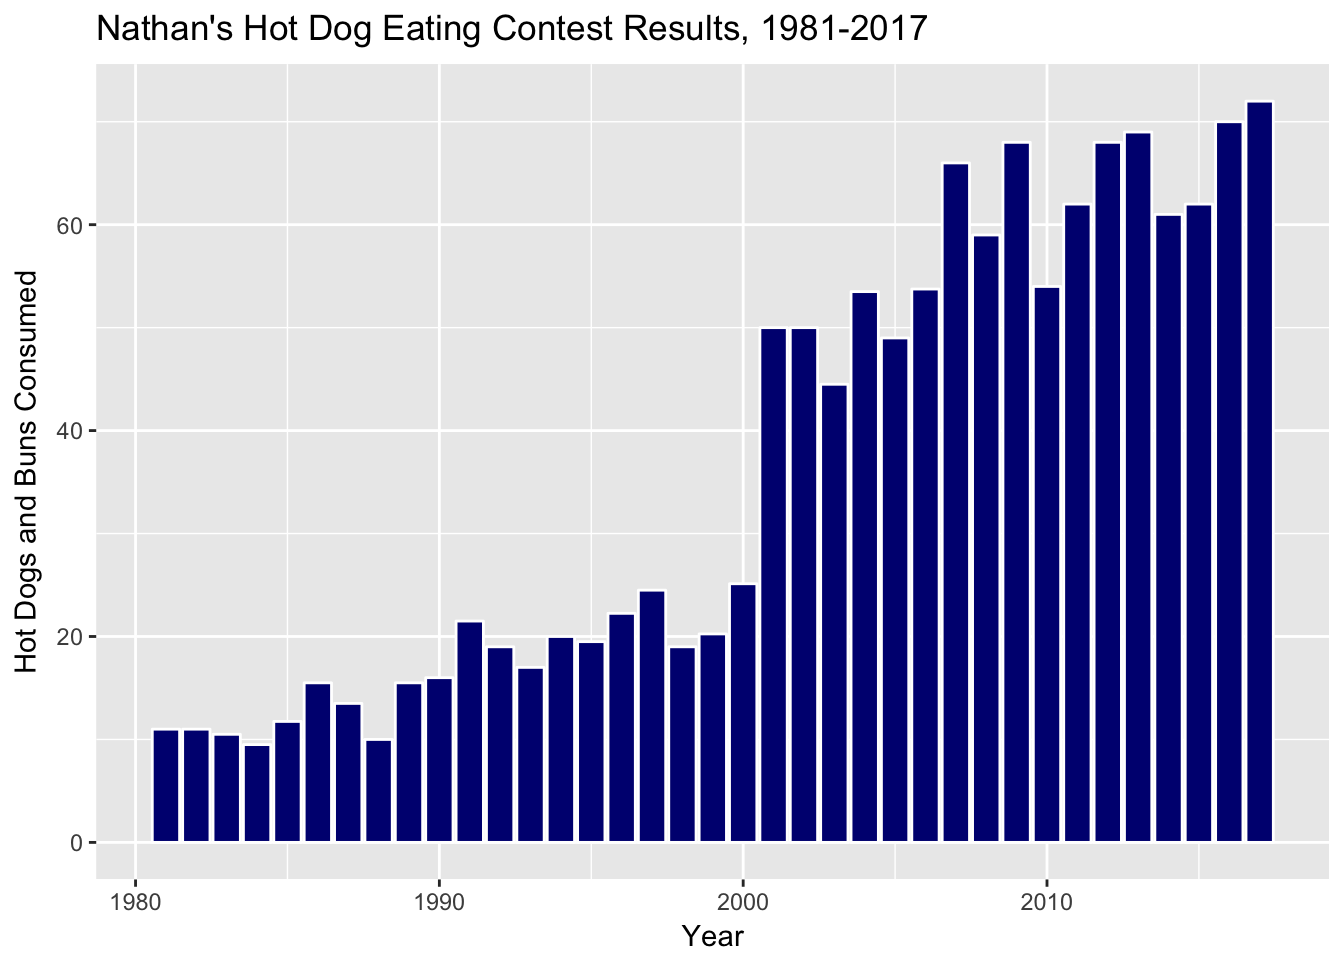 Nathan's Hot Dog Eating Contest Results, 1981-2017
Hot Dogs and Buns Consumed
60
40
20
0
1980 1990 2000 2010
Year